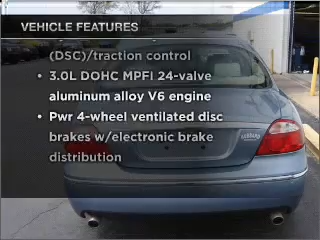 VEHICLE FEATURES
(DSC)/traction control
• 3.0L DOHC MPFI 24-valve
aluminum alloy V6 engine
• Pwr 4-wheel ventilated disc
brakes w/electronic brake
distribution